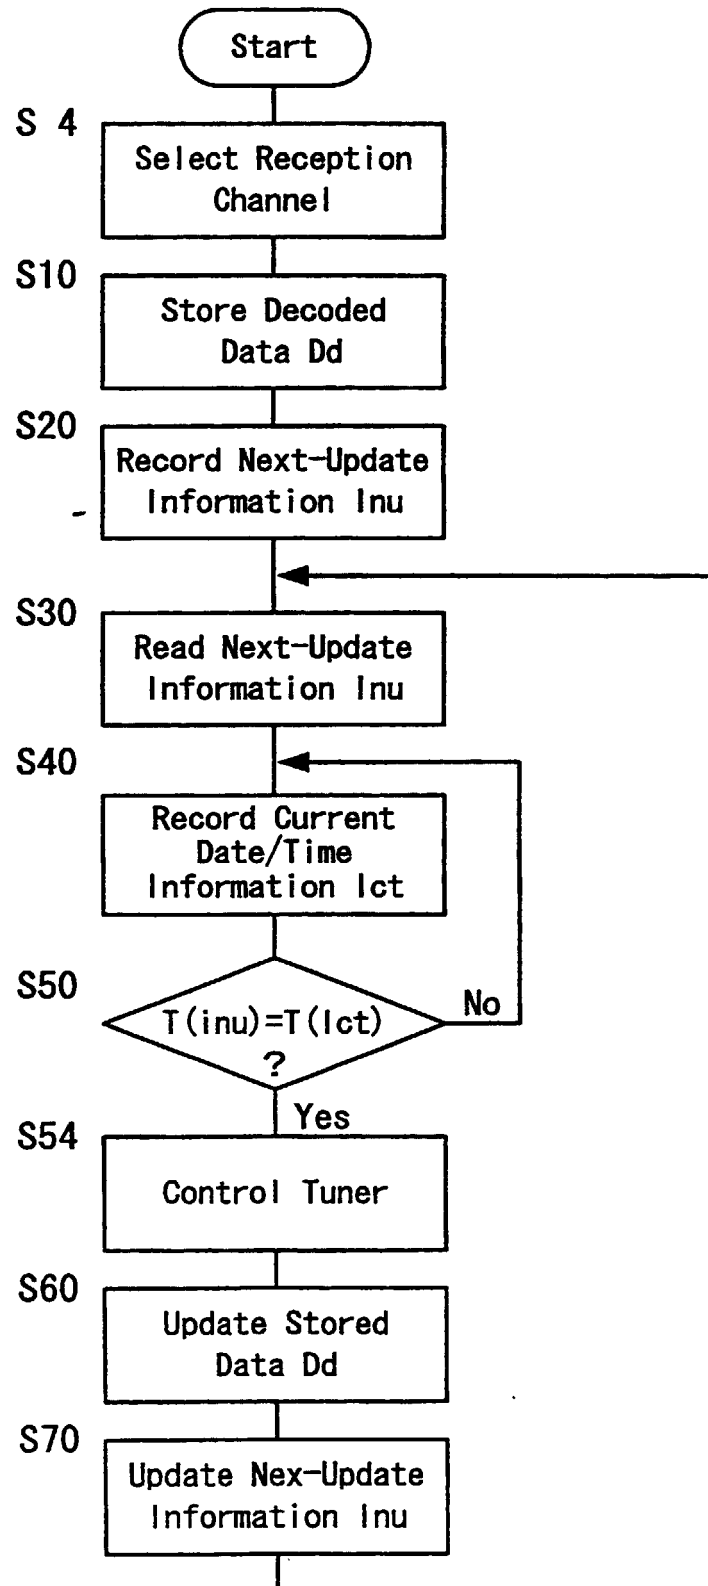 Start
S 4
Select Reception
Channel
S10
Store Decoded
Data Dd
S20
Record Next-Update
Information Inu
S30
Read Next-Update
Information Inu
S40
Record Current
Date/Time
Information Ict
S50
T(inu)=T(Ict)
?
No
Yes
S54
Control Tuner
S60
Update Stored
Data Dd
S70
Update Nex-Update
Information Inu